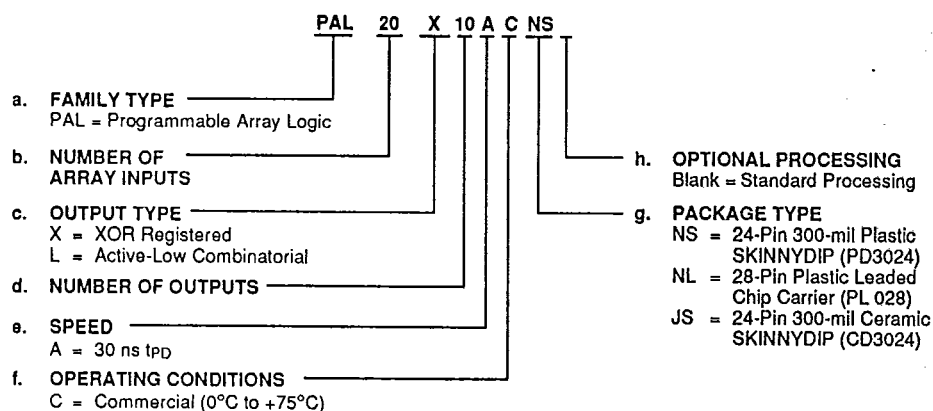 PAL 20 X 10 A C NS
a. FAMILY TYPE
PAL = Programmable Array Logic
b. NUMBER OF
ARRAY INPUTS
c. OUTPUT TYPE
X = XOR Registered
L = Active-Low Combinatorial
d. NUMBER OF OUTPUTS
e. SPEED
A = 30 ns tPD
f. OPERATING CONDITIONS
C = Commercial (0°C to +75°C)
h. OPTIONAL PROCESSING
Blank = Standard Processing
g. PACKAGE TYPE
NS = 24-Pin 300-mil Plastic
SKINNYDIP (PD3024)
NL = 28-Pin Plastic Leaded
Chip Carrier (PL 028)
JS = 24-Pin 300-mil Ceramic
SKINNYDIP (CD3024)